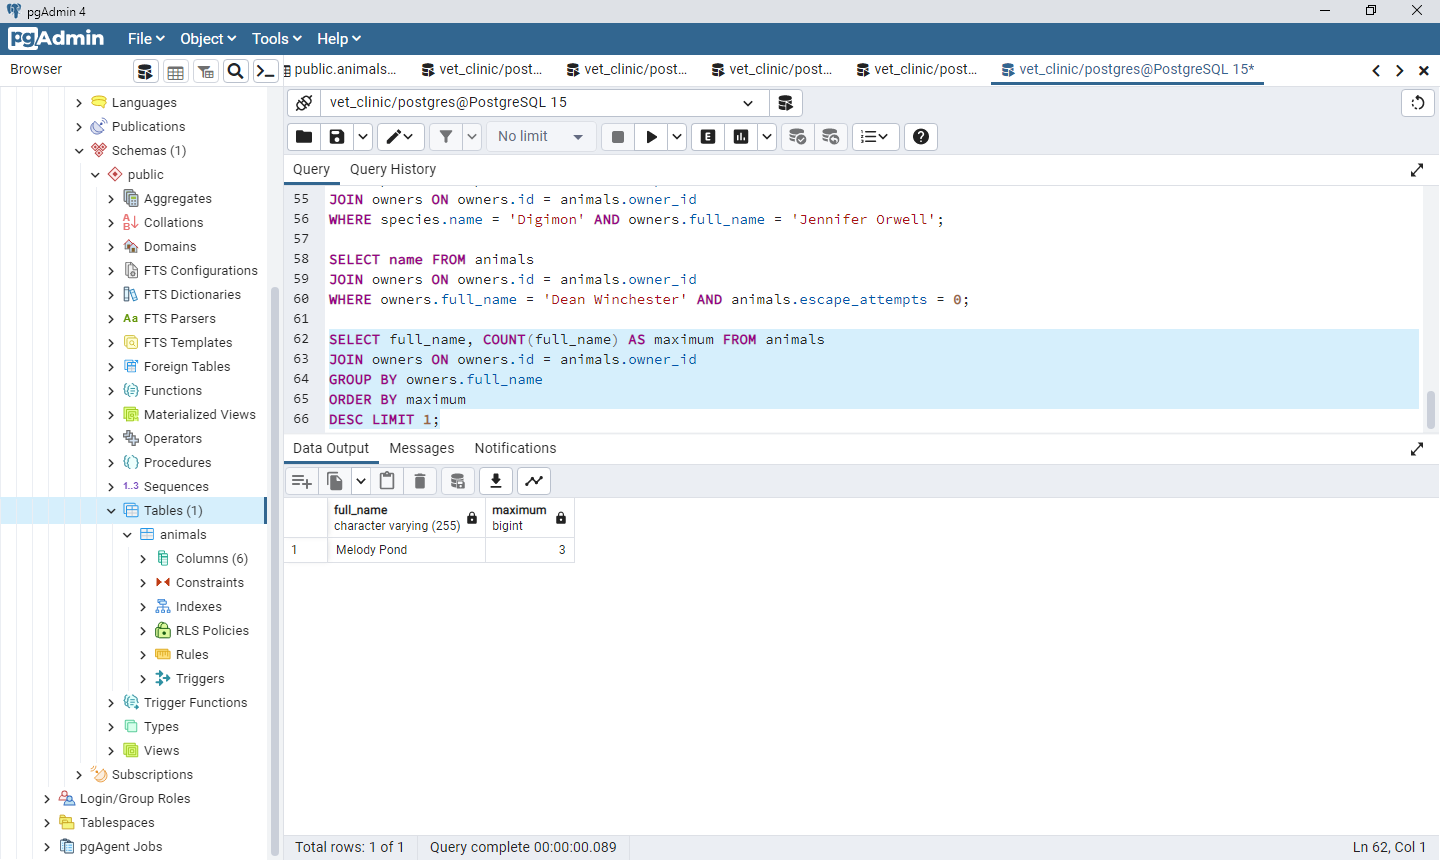 pgAdmin 4
pgAdmin File Object Tools Help
Browser
public.animals... vet_clinic/post... vet_clinic/post... vet_clinic/post... vet_clinic/post... vet_clinic/postgres@PostgreSQL 15*
vet_clinic/postgres@PostgreSQL 15
No limit
E
Query Query History
Languages
Publications
Schemas (1)
public
Aggregates
Collations
Domains
FTS Configurations
FTS Dictionaries
FTS Parsers
FTS Templates
Foreign Tables
Functions
Materialized Views
Operators
Procedures
1..3 Sequences
Tables (1)
animals
Columns (6)
Constraints
Indexes
RLS Policies
Rules
Triggers
Trigger Functions
Types
Views
Subscriptions
Login/Group Roles
Tablespaces
pgAgent Jobs
55 JOIN owners ON owners.id = animals.owner_id
56 WHERE species.name = 'Digimon' AND owners.full_name = 'Jennifer Orwell';
57
58 SELECT name FROM animals
59 JOIN owners ON owners.id = animals.owner_id
60 WHERE owners.full_name = 'Dean Winchester' AND animals.escape_attempts = 0;
61
62 SELECT full_name, COUNT(full_name) AS maximum FROM animals
63 JOIN owners ON owners.id = animals.owner_id
64 GROUP BY owners.full_name
65 ORDER BY maximum
66 DESC LIMIT 1;
Data Output Messages Notifications
full_name maximum
character varying (255) bigint
1 Melody Pond 3
Total rows: 1 of 1 Query complete 00:00:00.089 Ln 62, Col 1